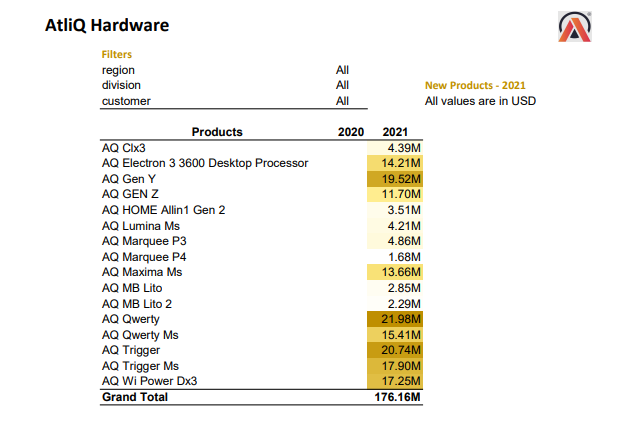 AtliQ Hardware
Filters
region All
division All
customer All
New Products - 2021
All values are in USD
Products 2020 2021
AQ Clx3 4.39M
AQ Electron 3 3600 Desktop Processor 14.21M
AQ Gen Y 19.52M
AQ GEN Z 11.70M
AQ HOME Allin1 Gen 2 3.51M
AQ Lumina Ms 4.21M
AQ Marquee P3 4.86M
AQ Marquee P4 1.68M
AQ Maxima Ms 13.66M
AQ MB Lito 2.85M
AQ MB Lito 2 2.29M
AQ Qwerty 21.98M
AQ Qwerty Ms 15.41M
AQ Trigger 20.74M
AQ Trigger Ms 17.90M
AQ Wi Power Dx3 17.25M
Grand Total 176.16M